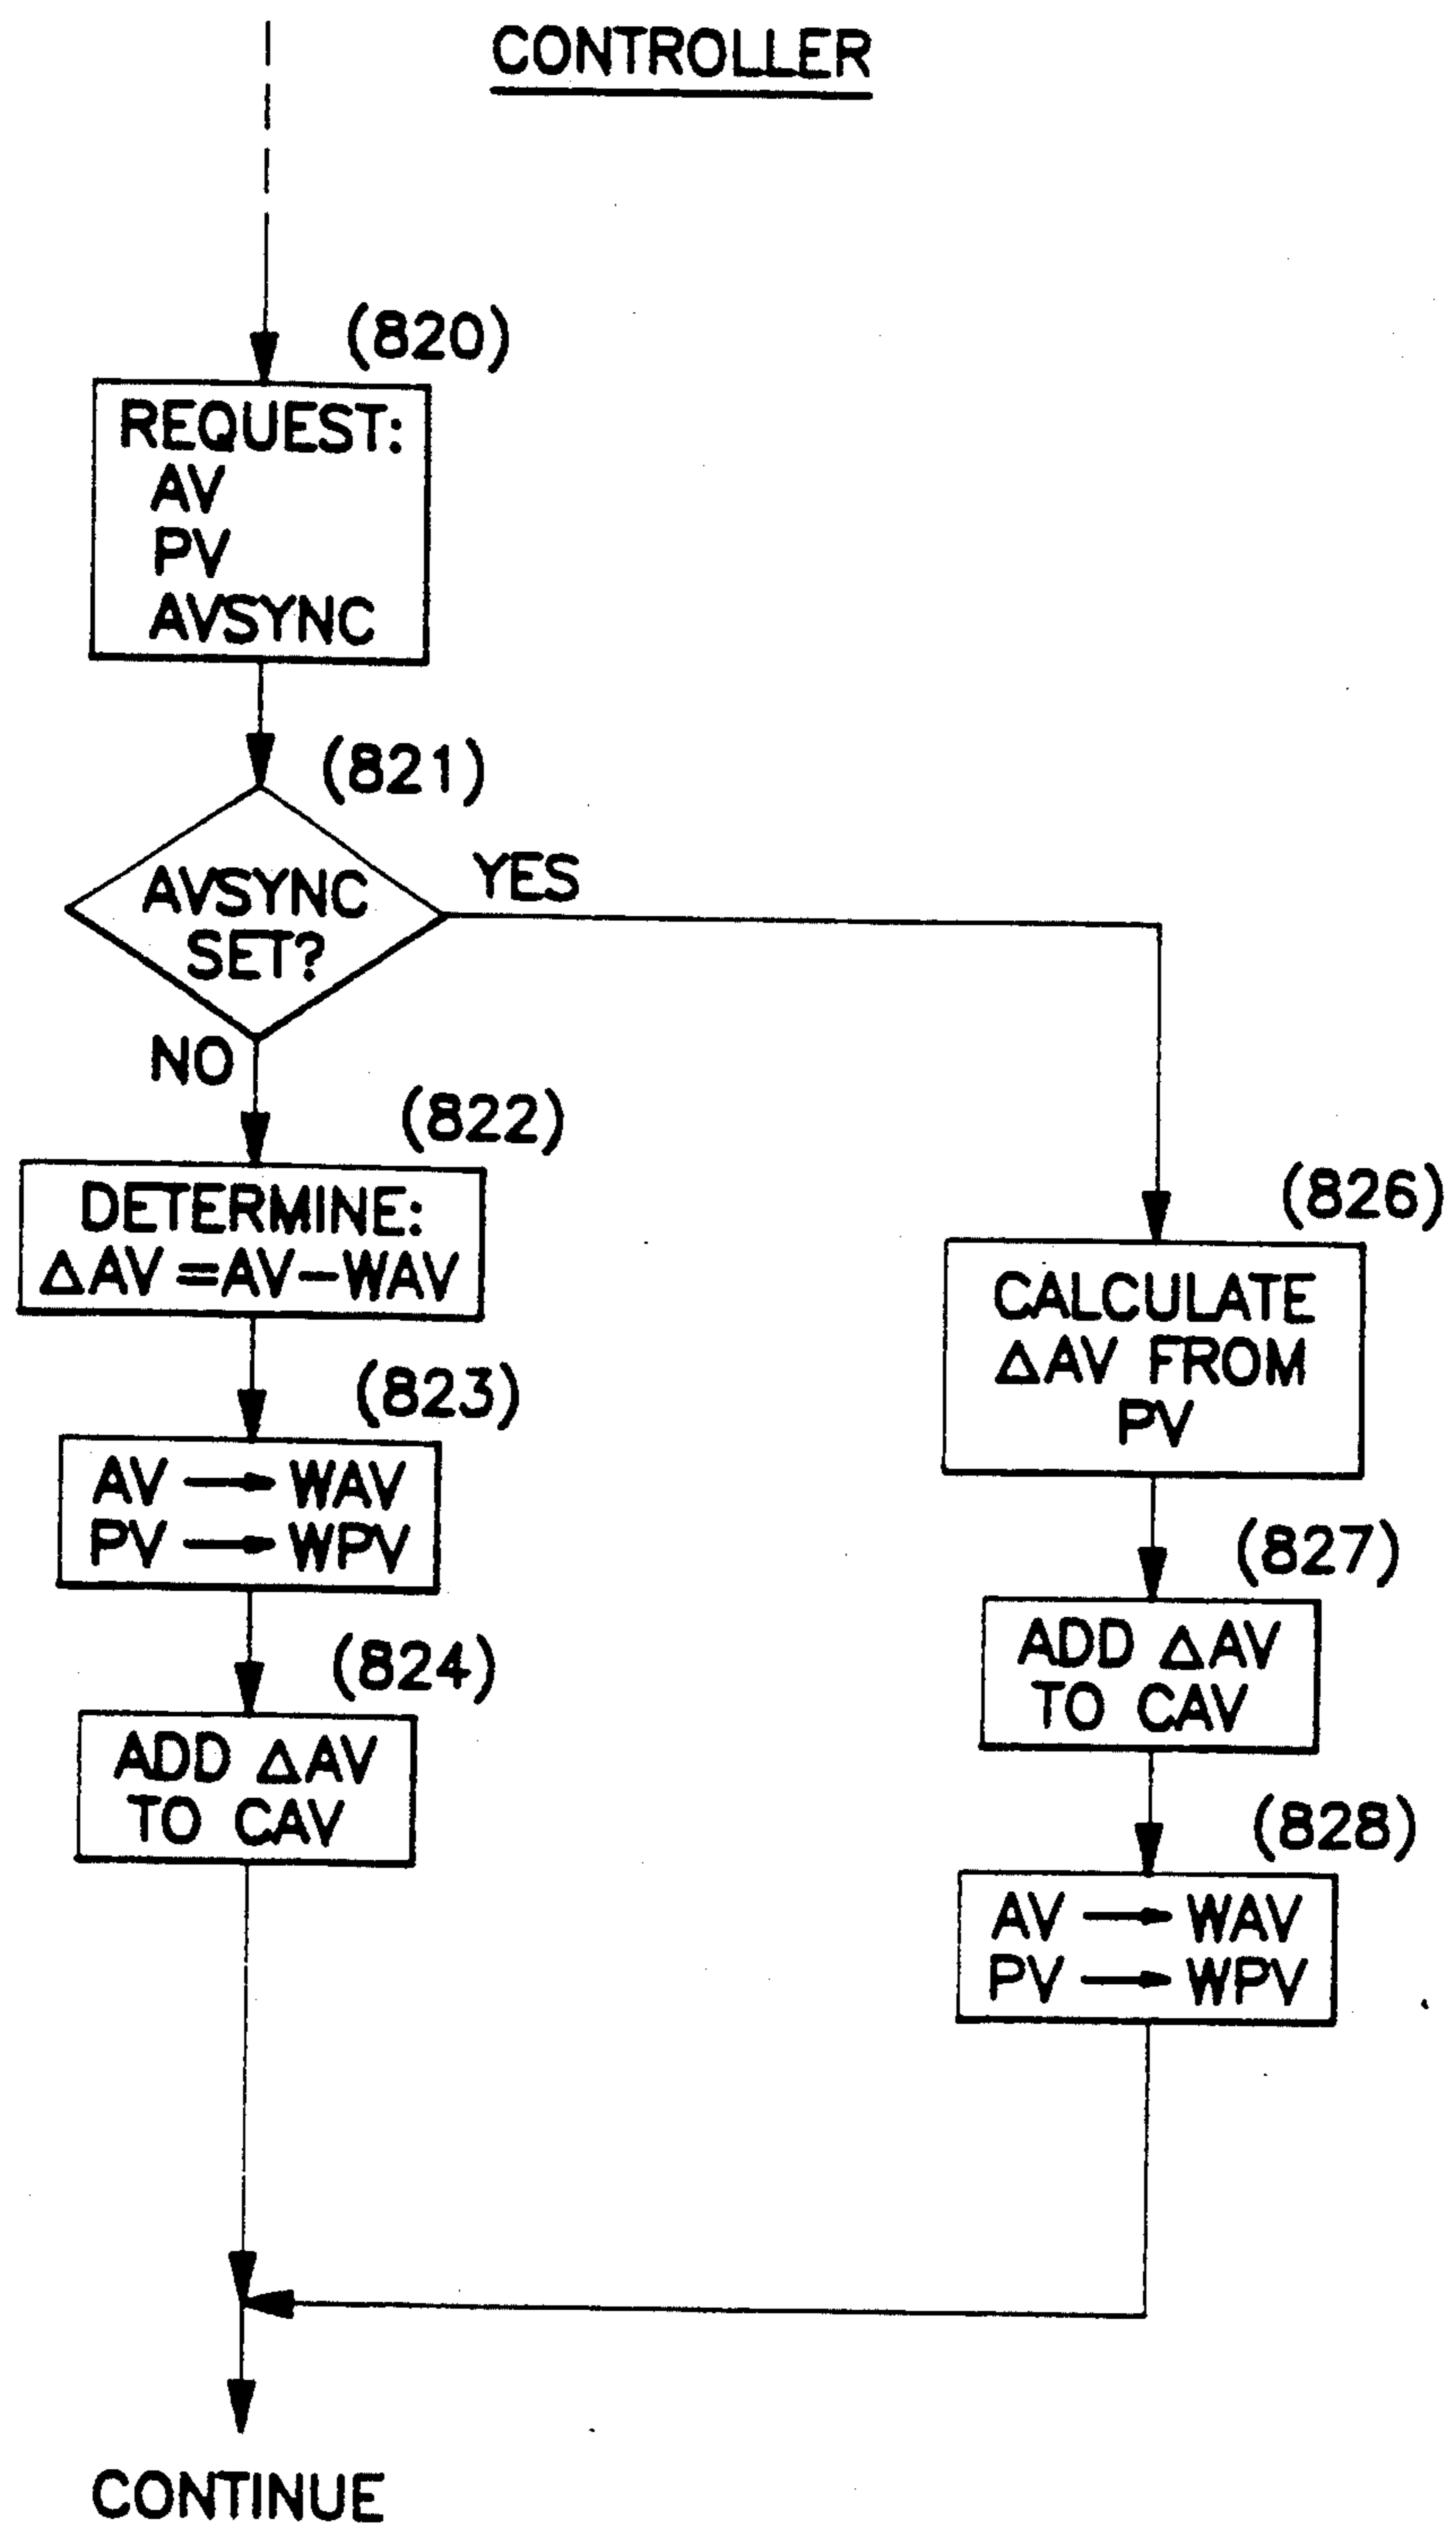 CONTROLLER
(820)
REQUEST:
AV
PV
AVSYNC
(821)
AVSYNC
SET?
YES
NO
(822)
DETERMINE:
ΔAV=AV-WAV
(823)
AV → WAV
PV → WPV
(824)
ADD ΔAV
TO CAV
(826)
CALCULATE
ΔAV FROM
PV
(827)
ADD ΔAV
TO CAV
(828)
AV → WAV
PV → WPV
CONTINUE